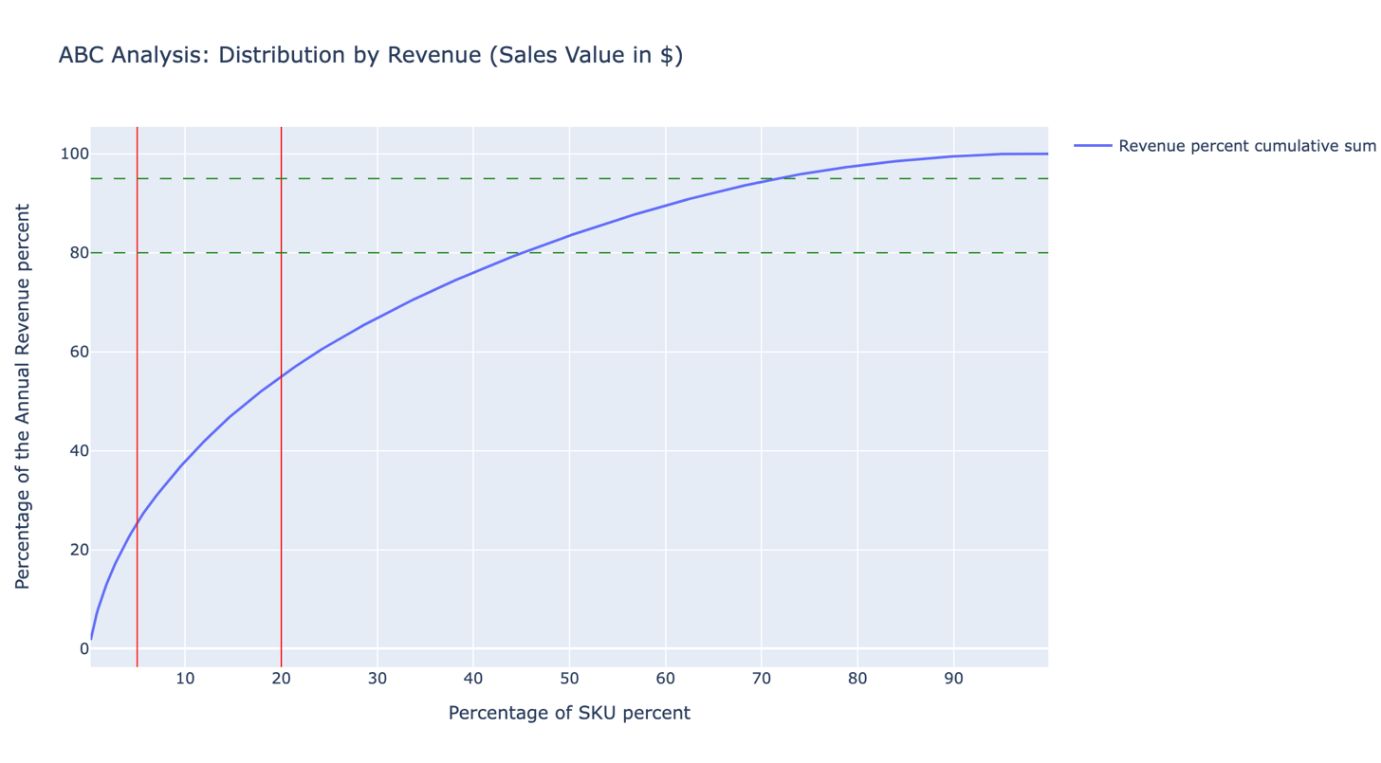 ABC Analysis: Distribution by Revenue (Sales Value in $)
Revenue percent cumulative sum
Percentage of the Annual Revenue percent
100
80
60
40
20
0
10 20 30 40 50 60 70 80 90
Percentage of SKU percent